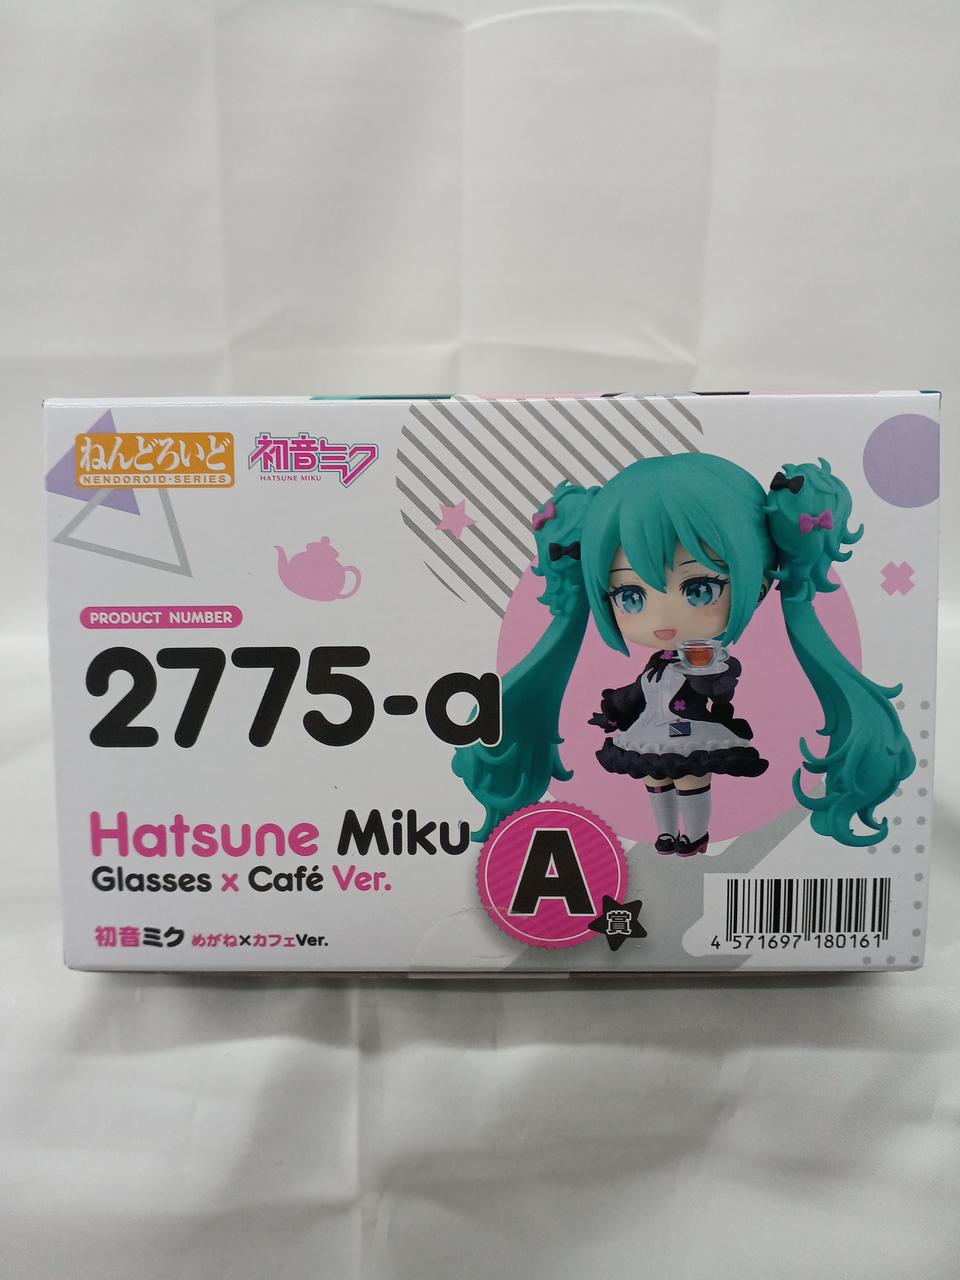 ねんどろいど
NENDOROID·SERIES
初音ミク
HATSUNE MIKU
PRODUCT NUMBER
2775-a
Hatsune Miku
Glasses x Café Ver.
初音ミク めがね×カフェVer.
A
賞
4 571697 180161